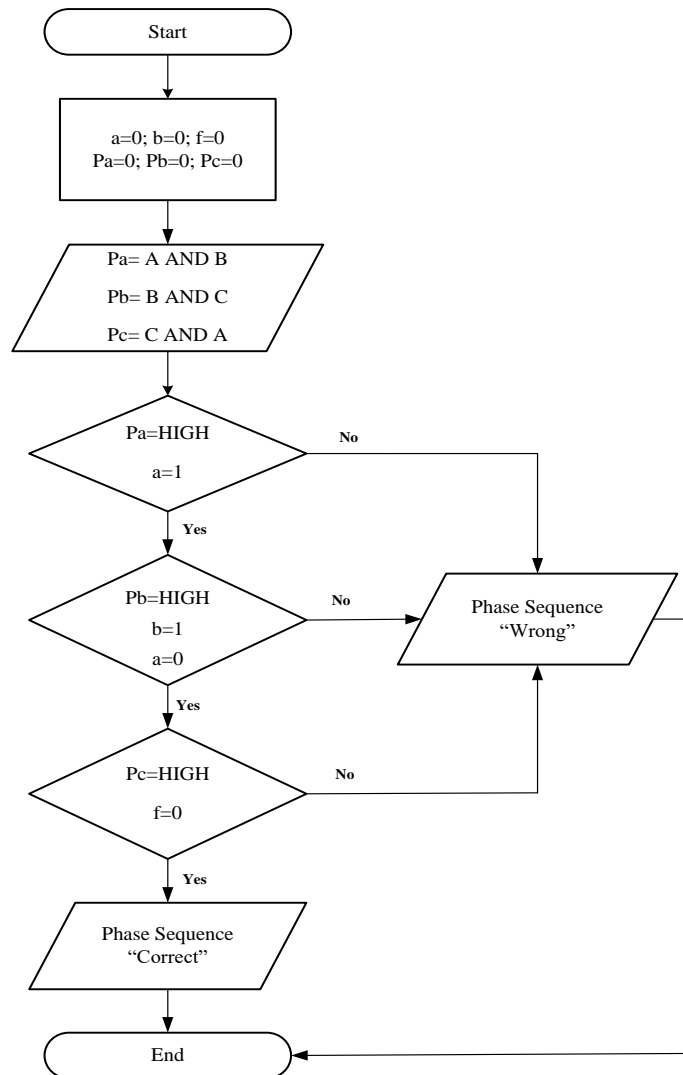 Start
a=0; b=0; f=0
Pa=0; Pb=0; Pc=0
Pa= A AND B
Pb= B AND C
Pc= C AND A
Pa=HIGH
a=1
No
Yes
Pb=HIGH
b=1
a=0
No
Phase Sequence
“Wrong”
Yes
Pc=HIGH
f=0
No
Yes
Phase Sequence
“Correct”
End